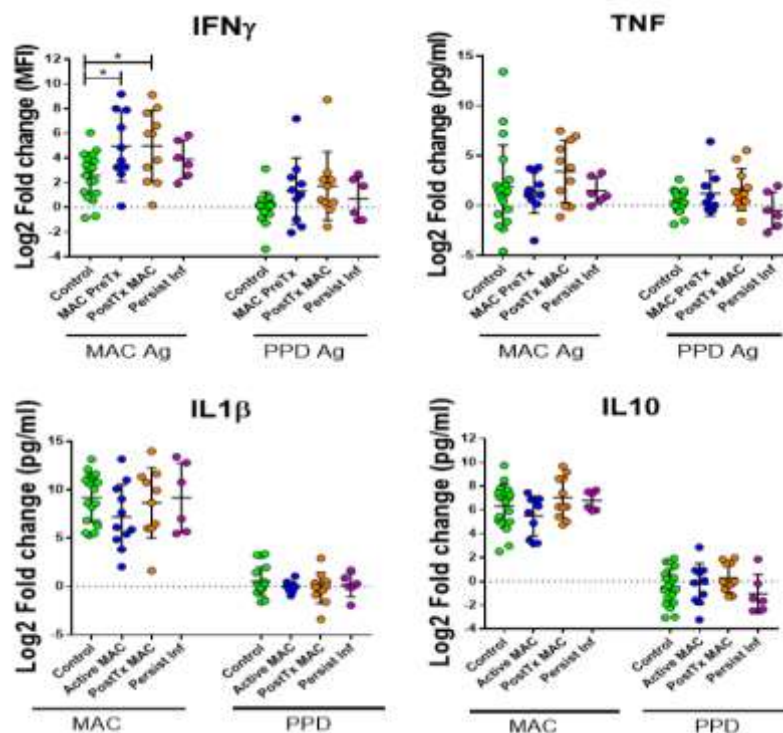 IFNγ
Log2 Fold change (MFI)
12
10
8
6
4
2
0
-2
-4
* *
Control
MAC PreTx
PostTx MAC
Persist Inf
Control
MAC PreTx
PostTx MAC
Persist Inf
MAC Ag
PPD Ag
TNF
Log2 Fold change (pg/ml)
15
10
5
0
-5
Control
MAC PreTx
PostTx MAC
Persist Inf
Control
MAC PreTx
PostTx MAC
Persist Inf
MAC Ag
PPD Ag
IL1β
Log2 Fold change (pg/ml)
15
10
5
0
-5
Control
Active MAC
PostTx MAC
Persist Inf
Control
Active MAC
PostTx MAC
Persist Inf
MAC
PPD
IL10
Log2 Fold change (pg/ml)
12
10
8
6
4
2
0
-2
-4
Control
Active MAC
PostTx MAC
Persist Inf
Control
Active MAC
PostTx MAC
Persist Inf
MAC
PPD